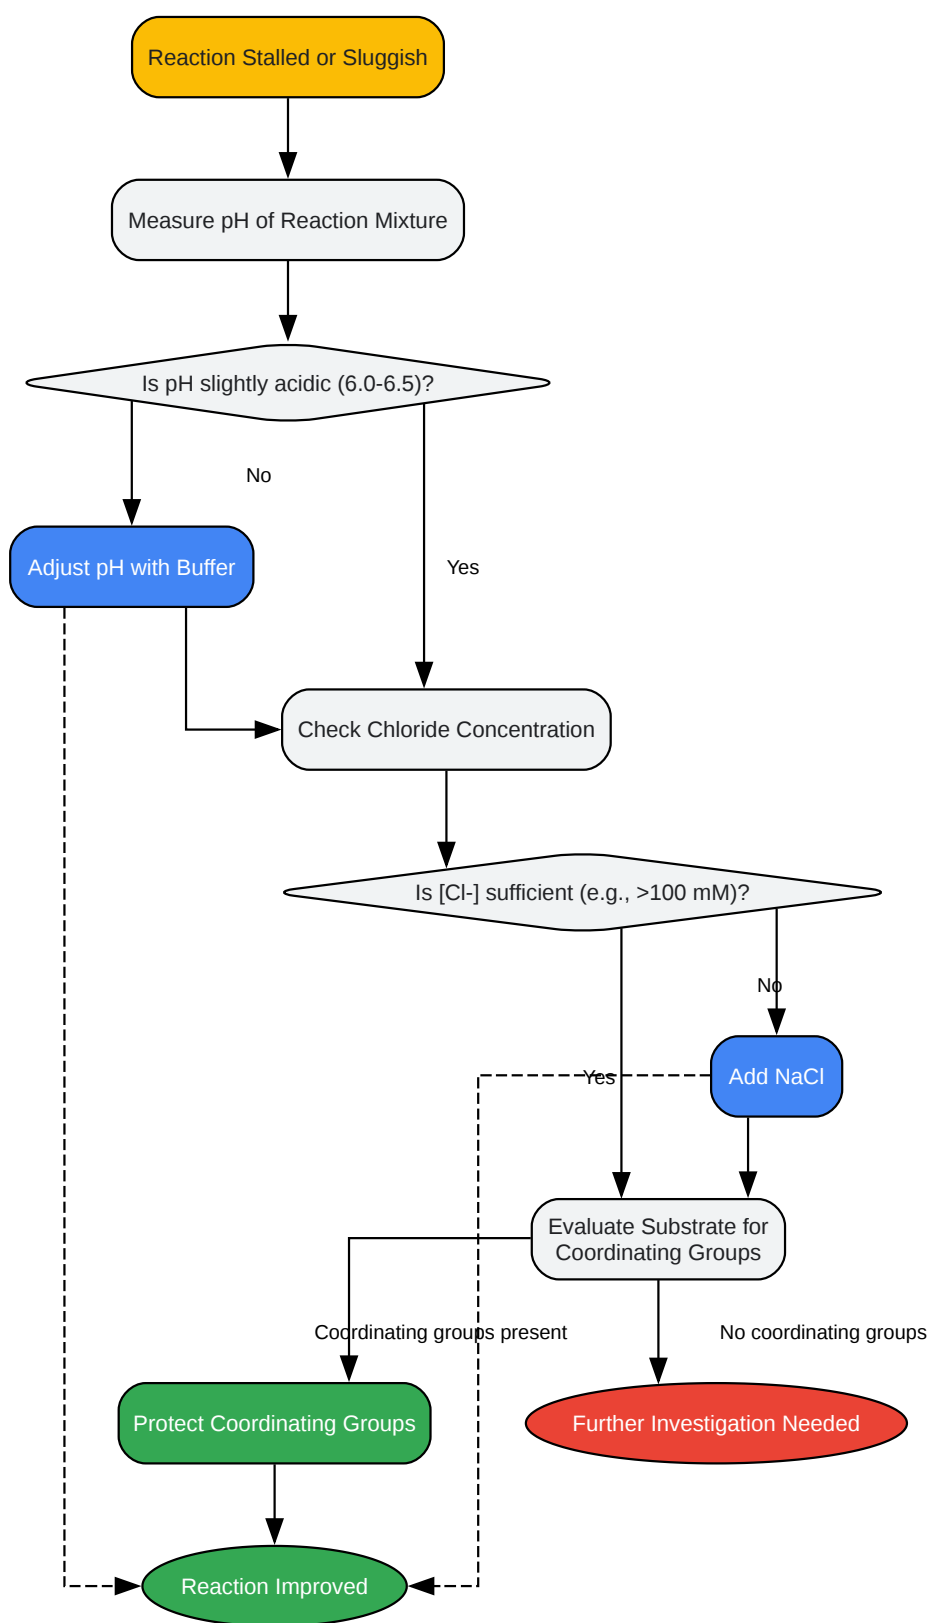 Reaction Stalled or Sluggish
Measure pH of Reaction Mixture
Is pH slightly acidic (6.0-6.5)?
No
Adjust pH with Buffer
Yes
Check Chloride Concentration
Is [Cl-] sufficient (e.g., >100 mM)?
No
Yes
Add NaCl
Evaluate Substrate for
Coordinating Groups
Coordinating groups present
No coordinating groups
Protect Coordinating Groups
Further Investigation Needed
Reaction Improved